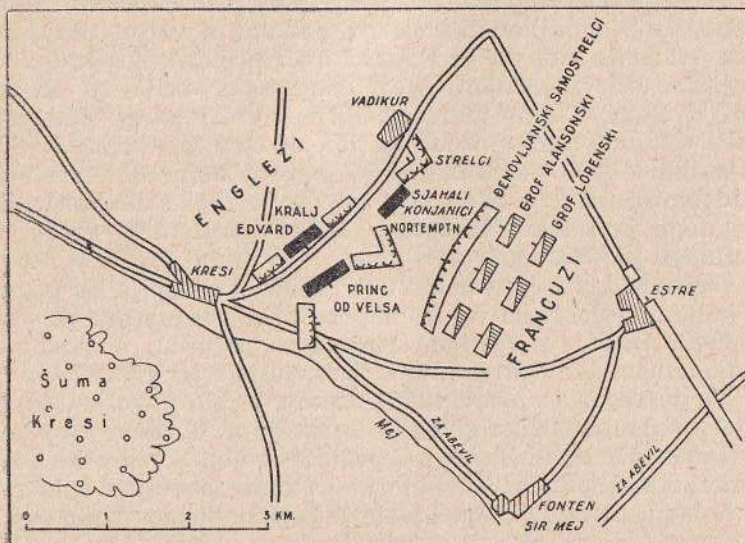 VADIKUR
ENGLEZI
STRELCI
SJAHALI
KONJANICI
NORTEMPTN
KRALJ
EDVARD
KRESI
PRINC
OD VELSA
ĐENOVLJANSKI SAMOSTRELCI
GROF ALANSONSKI
GROF LORENSKI
FRANCUZI
ESTRE
Šuma
Kresi
Mej
ZA ABEVIL
ZA ABEVIL
FONTEN
SIR MEJ
0 1 2 3 KM.